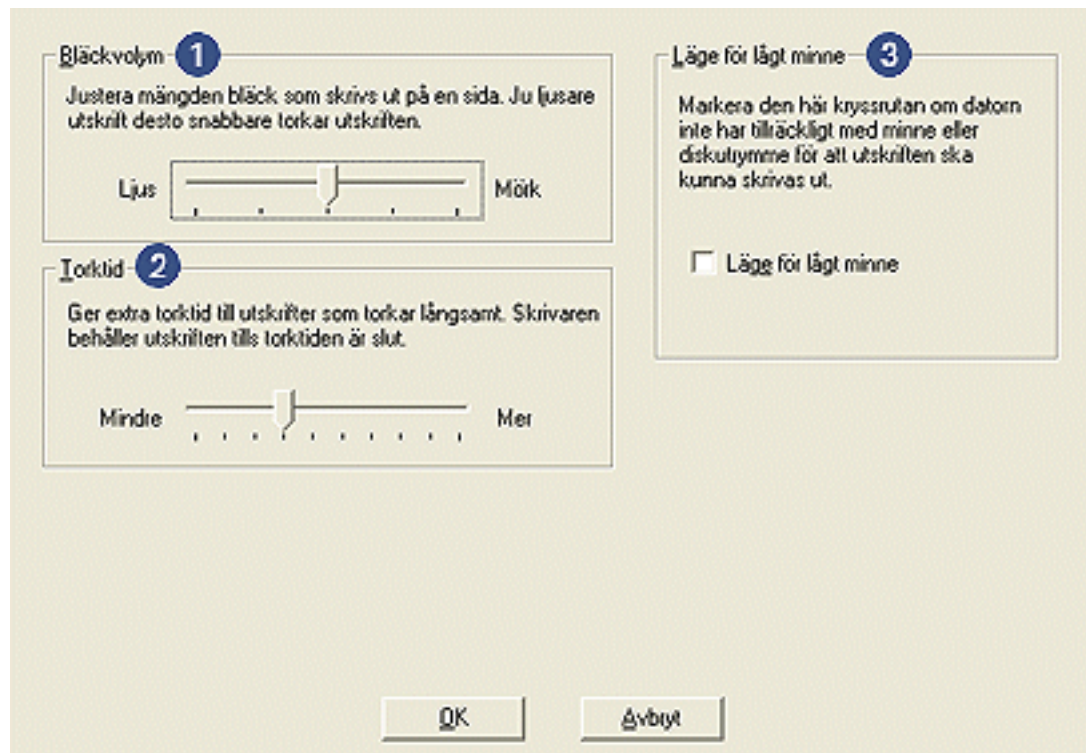 Bläckvolym 1
Justera mängden bläck som skrivs ut på en sida. Ju ljusare
utskrift desto snabbare torkar utskriften.
Ljus Mörk
Torktid 2
Ger extra torktid till utskrifter som torkar långsamt. Skrivaren
behåller utskriften tills torktiden är slut.
Mindre Mer
Läge för lågt minne 3
Markera den här kryssrutan om datorn
inte har tillräckligt med minne eller
diskutrymme för att utskriften ska
kunna skrivas ut.
Läge för lågt minne
OK Avbryt